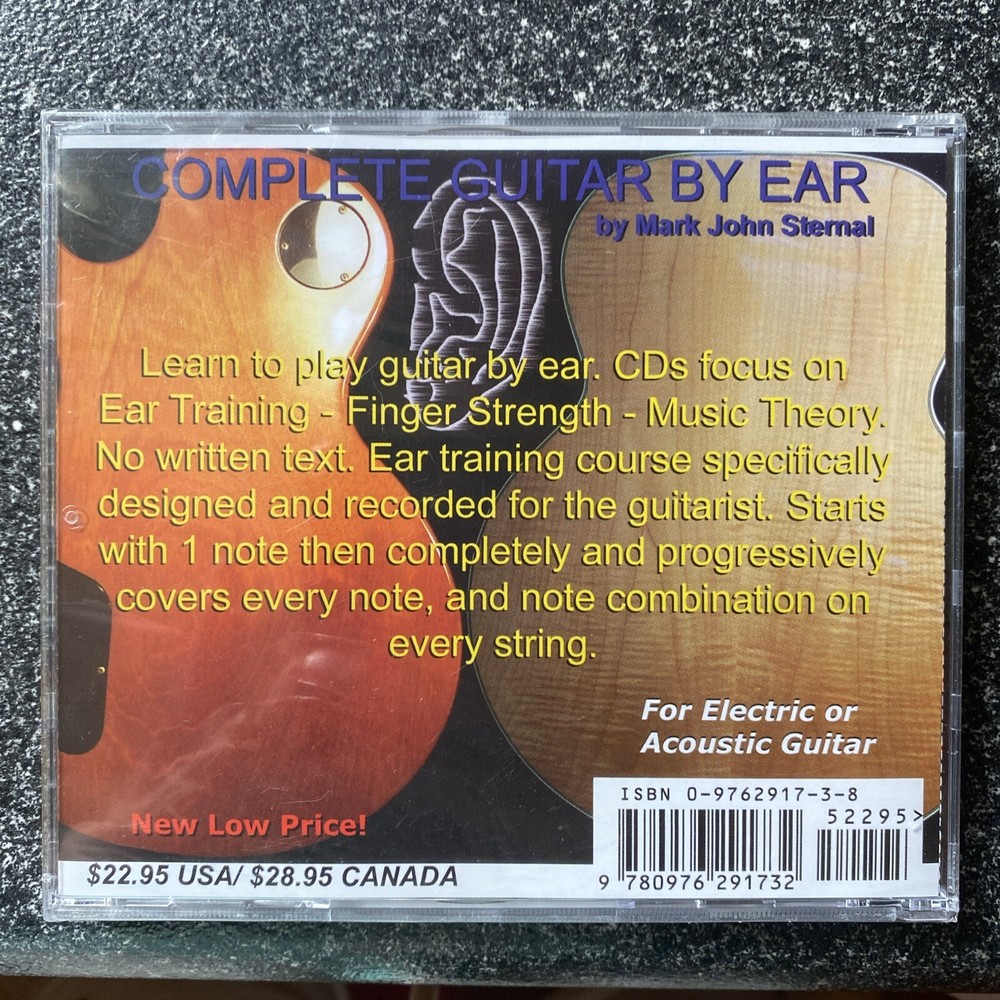 COMPLETE GUITAR BY EAR
by Mark John Sternal
Learn to play guitar by ear. CDs focus on
Ear Training - Finger Strength - Music Theory.
No written text. Ear training course specifically
designed and recorded for the guitarist. Starts
with 1 note then completely and progressively
covers every note, and note combination on
every string.
For Electric or
Acoustic Guitar
New Low Price!
$22.95 USA/ $28.95 CANADA
ISBN 0-9762917-3-8
52295>
9 780976 291732